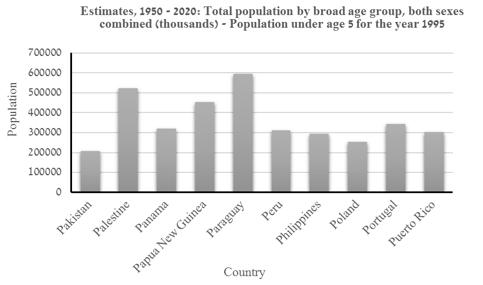 Estimates, 1950 - 2020: Total population by broad age group, both sexes
combined (thousands) - Population under age 5 for the year 1995
Population
700000
600000
500000
400000
300000
200000
100000
0
Pakistan
Palestine
Panama
Papua New Guinea
Paraguay
Peru
Philippines
Poland
Portugal
Puerto Rico
Country